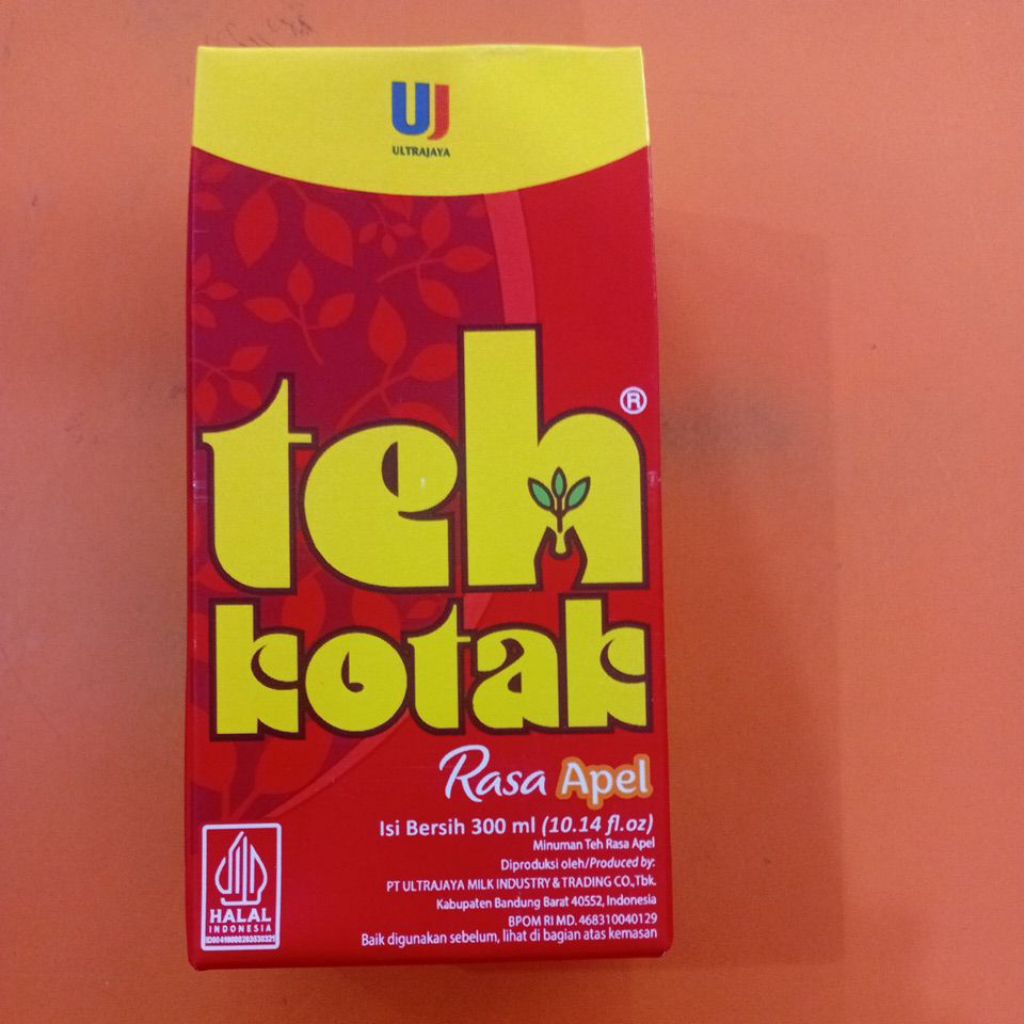 UJ
ULTRAJAYA
teh
®
kotak
Rasa Apel
Isi Bersih 300 ml (10.14 fl.oz)
Minuman Teh Rasa Apel
Diproduksi oleh/Produced by:
PT ULTRAJAYA MILK INDUSTRY & TRADING CO.,Tbk.
Kabupaten Bandung Barat 40552, Indonesia
BPOM RI MD. 468310040129
Baik digunakan sebelum, lihat di bagian atas kemasan
HALAL
INDONESIA